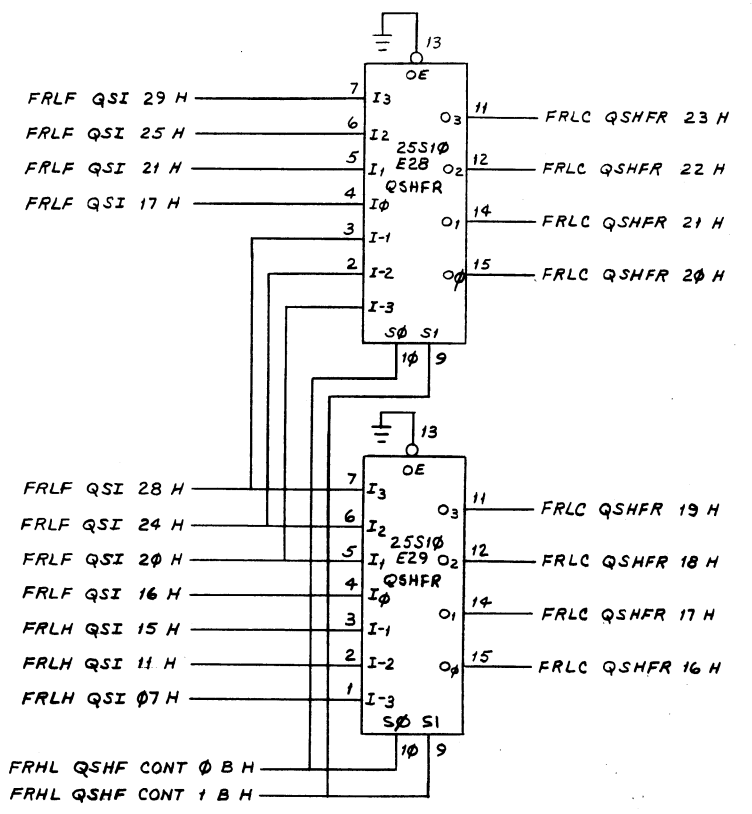 13
OE
FRLF QSI 29 H 7 I3
O3 11 FRLC QSHFR 23 H
FRLF QSI 25 H 6 I2
25S1Ø
FRLF QSI 21 H 5 I1 E28 O2 12 FRLC QSHFR 22 H
QSHFR
FRLF QSI 17 H 4 IØ
O1 14 FRLC QSHFR 21 H
3 I-1
2 I-2 OØ 15 FRLC QSHFR 2Ø H
I-3
SØ S1
1Ø 9
13
OE
FRLF QSI 28 H 7 I3
O3 11 FRLC QSHFR 19 H
FRLF QSI 24 H 6 I2
25S1Ø
FRLF QSI 2Ø H 5 I1 E29 O2 12 FRLC QSHFR 18 H
QSHFR
FRLF QSI 16 H 4 IØ
O1 14 FRLC QSHFR 17 H
FRLH QSI 15 H 3 I-1
FRLH QSI 11 H 2 I-2 OØ 15 FRLC QSHFR 16 H
FRLH QSI Ø7 H 1 I-3
SØ S1
1Ø 9
FRHL QSHF CONT Ø B H
FRHL QSHF CONT 1 B H